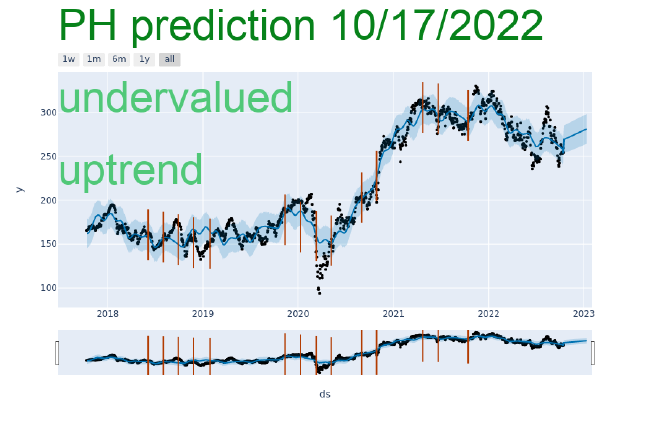 PH prediction 10/17/2022
1w 1m 6m 1y all
undervalued
uptrend
300
250
200
150
100
y
2018 2019 2020 2021 2022 2023
ds